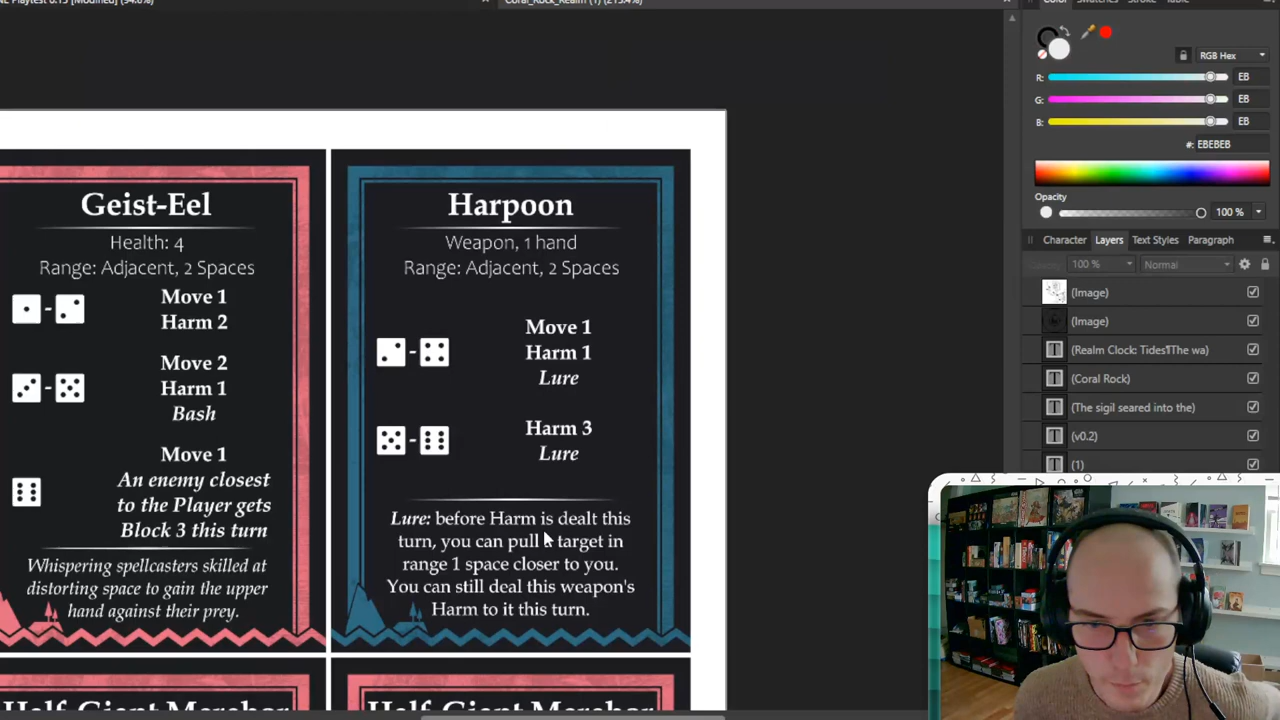 Color
RGB Hex
R:
EB
G:
EB
B:
EB
#:
EBEBEB
Opacity
100 %
Character
Layers
Text Styles
Paragraph
100 %
Normal
(Image)
(Image)
(Realm Clock: Tides¶The wa)
(Coral Rock)
(The sigil seared into the)
(v0.2)
(1)
Geist-Eel
Health: 4
Range: Adjacent, 2 Spaces
Move 1
Harm 2
Move 2
Harm 1
Bash
Move 1
An enemy closest
to the Player gets
Block 3 this turn
Whispering spellcasters skilled at
distorting space to gain the upper
hand against their prey.
Harpoon
Weapon, 1 hand
Range: Adjacent, 2 Spaces
Move 1
Harm 1
Lure
Harm 3
Lure
Lure: before Harm is dealt this
turn, you can pull a target in
range 1 space closer to you.
You can still deal this weapon's
Harm to it this turn.